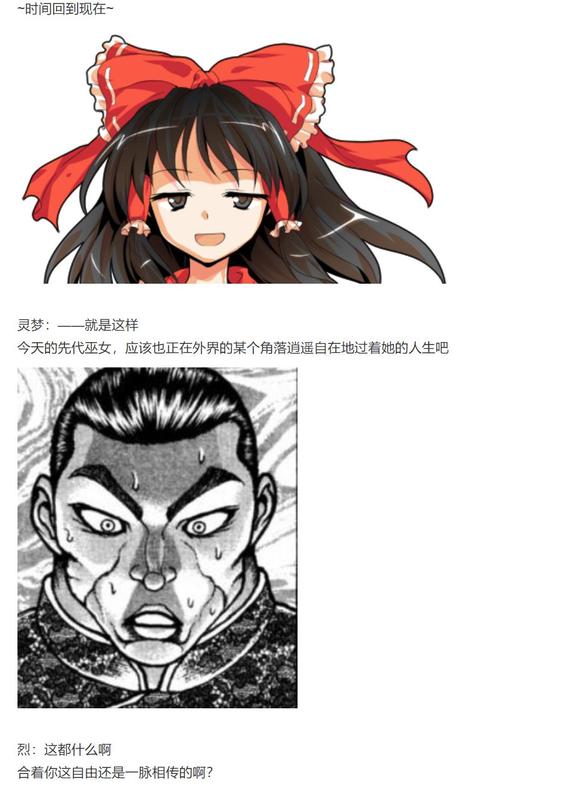 ~时间回到现在~
灵梦：——就是这样
今天的先代巫女，应该也正在外界的某个角落逍遥自在地过着她的人生吧
烈：这都什么啊
合着你这自由还是一脉相传的啊？